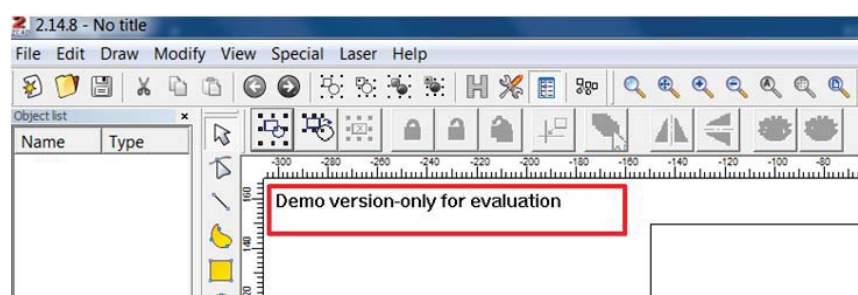 2.14.8 - No title
File Edit Draw Modify View Special Laser Help
Object list
Name Type
-300 -280 -260 -240 -220 -200 -180 -160 -140 -120 -100 -80
160
Demo version-only for evaluation
140